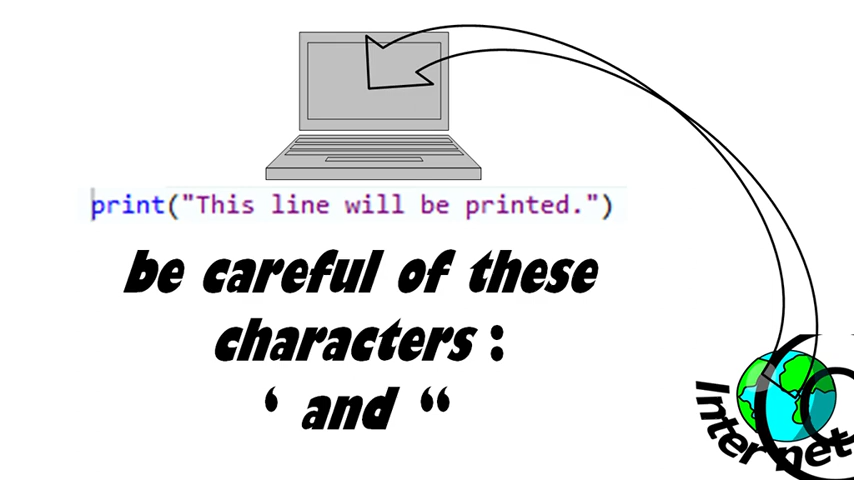 print("This line will be printed.")
be careful of these
characters :
‘ and “
Internet